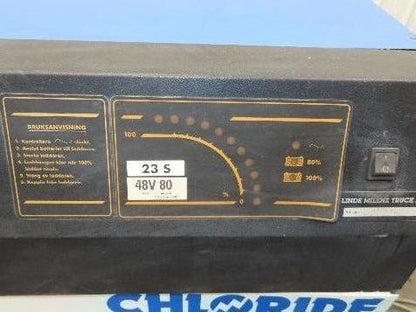 BRUKSANVISNING
1. Kontrollera
2. Anslut batteriet till laddaren.
3. Starta laddaren.
4. Laddningen klar när 100%
5. Stäng av laddaren.
6. Koppla från laddaren.
100
23 S
48V 80
%
0
80%
100%
LINDE MILENZ TRUCK
CHLORIDE